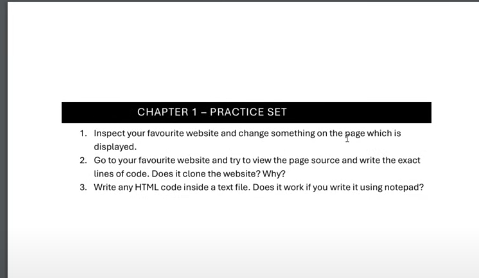 CHAPTER 1 – PRACTICE SET
1. Inspect your favourite website and change something on the page which is
displayed.
2. Go to your favourite website and try to view the page source and write the exact
lines of code. Does it clone the website? Why?
3. Write any HTML code inside a text file. Does it work if you write it using notepad?